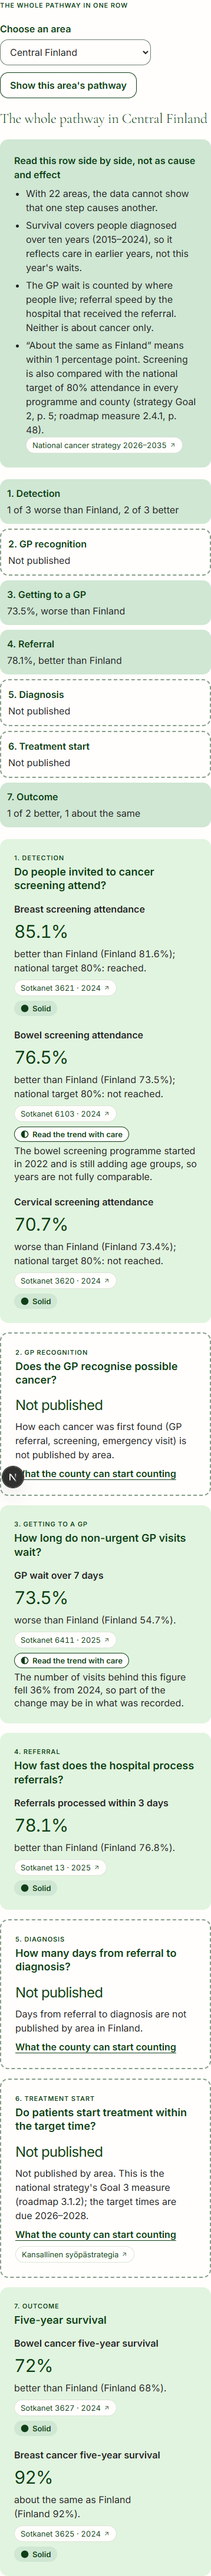 THE WHOLE PATHWAY IN ONE ROW
Choose an area
Central Finland
Show this area's pathway
The whole pathway in Central Finland
Read this row side by side, not as cause
and effect
• With 22 areas, the data cannot show
that one step causes another.
• Survival covers people diagnosed
over ten years (2015–2024), so it
reflects care in earlier years, not this
year's waits.
• The GP wait is counted by where
people live; referral speed by the
hospital that received the referral.
Neither is about cancer only.
• “About the same as Finland” means
within 1 percentage point. Screening
is also compared with the national
target of 80% attendance in every
programme and county (strategy Goal
2, p. 5; roadmap measure 2.4.1, p.
48).
National cancer strategy 2026–2035 ↗
1. Detection
1 of 3 worse than Finland, 2 of 3 better
2. GP recognition
Not published
3. Getting to a GP
73.5%, worse than Finland
4. Referral
78.1%, better than Finland
5. Diagnosis
Not published
6. Treatment start
Not published
7. Outcome
1 of 2 better, 1 about the same
1. DETECTION
Do people invited to cancer
screening attend?
Breast screening attendance
85.1%
better than Finland (Finland 81.6%);
national target 80%: reached.
Sotkanet 3621 · 2024 ↗
Solid
Bowel screening attendance
76.5%
better than Finland (Finland 73.5%);
national target 80%: not reached.
Sotkanet 6103 · 2024 ↗
Read the trend with care
The bowel screening programme started
in 2022 and is still adding age groups, so
years are not fully comparable.
Cervical screening attendance
70.7%
worse than Finland (Finland 73.4%);
national target 80%: not reached.
Sotkanet 3620 · 2024 ↗
Solid
2. GP RECOGNITION
Does the GP recognise possible
cancer?
Not published
How each cancer was first found (GP
referral, screening, emergency visit) is
not published by area.
N
hat the county can start counting
3. GETTING TO A GP
How long do non-urgent GP visits
wait?
GP wait over 7 days
73.5%
worse than Finland (Finland 54.7%).
Sotkanet 6411 · 2025 ↗
Read the trend with care
The number of visits behind this figure
fell 36% from 2024, so part of the
change may be in what was recorded.
4. REFERRAL
How fast does the hospital process
referrals?
Referrals processed within 3 days
78.1%
better than Finland (Finland 76.8%).
Sotkanet 13 · 2025 ↗
Solid
5. DIAGNOSIS
How many days from referral to
diagnosis?
Not published
Days from referral to diagnosis are not
published by area in Finland.
What the county can start counting
6. TREATMENT START
Do patients start treatment within
the target time?
Not published
Not published by area. This is the
national strategy's Goal 3 measure
(roadmap 3.1.2); the target times are
due 2026–2028.
What the county can start counting
Kansallinen syöpästrategia ↗
7. OUTCOME
Five-year survival
Bowel cancer five-year survival
72%
better than Finland (Finland 68%).
Sotkanet 3627 · 2024 ↗
Solid
Breast cancer five-year survival
92%
about the same as Finland
(Finland 92%).
Sotkanet 3625 · 2024 ↗
Solid